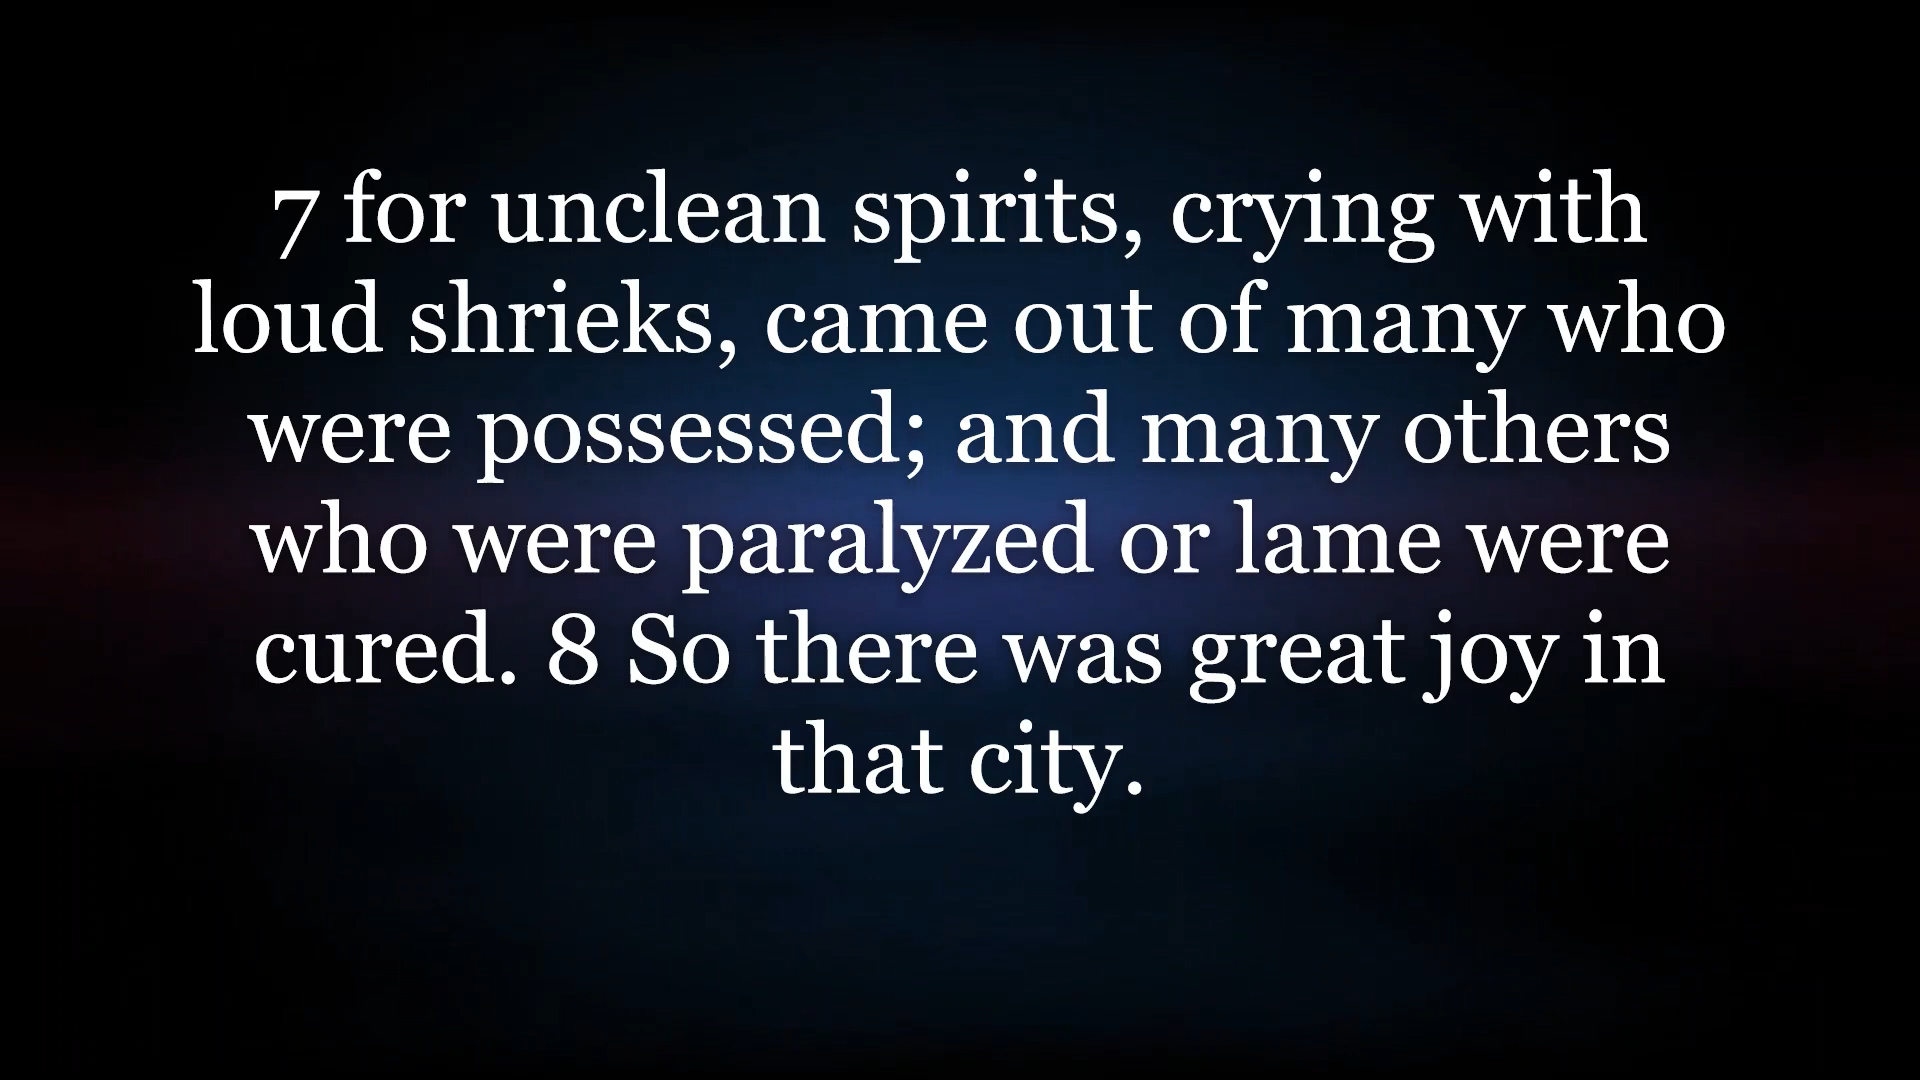 7 for unclean spirits, crying with
loud shrieks, came out of many who
were possessed; and many others
who were paralyzed or lame were
cured. 8 So there was great joy in
that city.